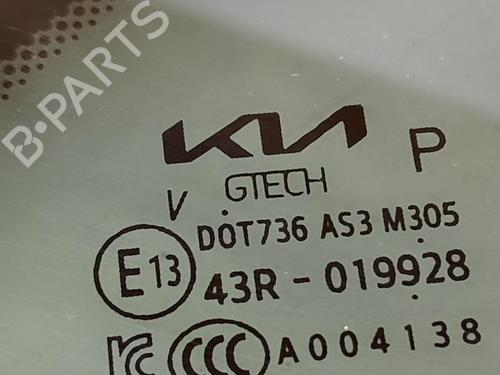 B-PARTS
KIA
P
V GTECH
DOT736 AS3 M305
E13 43R - 019928
CCC A004138